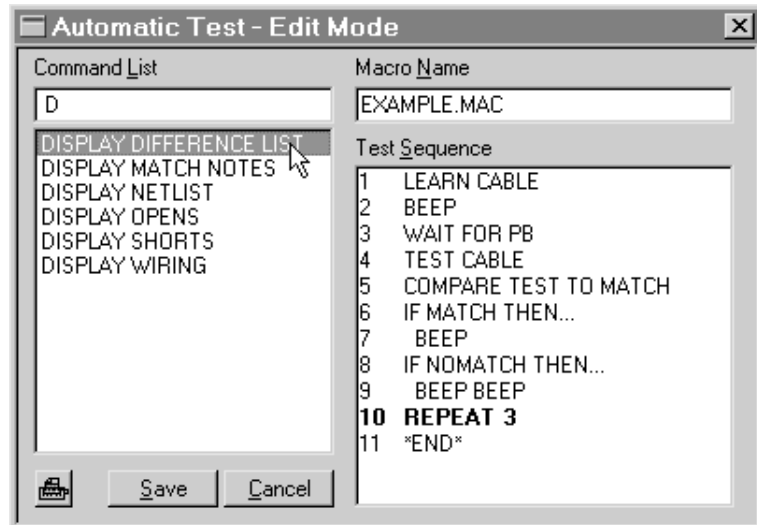 Automatic Test - Edit Mode
Command List
D
DISPLAY DIFFERENCE LIST
DISPLAY MATCH NOTES
DISPLAY NETLIST
DISPLAY OPENS
DISPLAY SHORTS
DISPLAY WIRING
Save Cancel
Macro Name
EXAMPLE.MAC
Test Sequence
1 LEARN CABLE
2 BEEP
3 WAIT FOR PB
4 TEST CABLE
5 COMPARE TEST TO MATCH
6 IF MATCH THEN...
7 BEEP
8 IF NOMATCH THEN...
9 BEEP BEEP
10 REPEAT 3
11 *END*